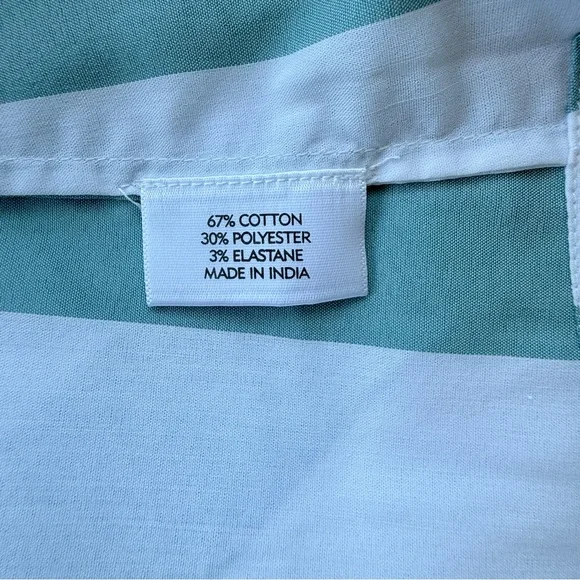 67% COTTON
30% POLYESTER
3% ELASTANE
MADE IN INDIA